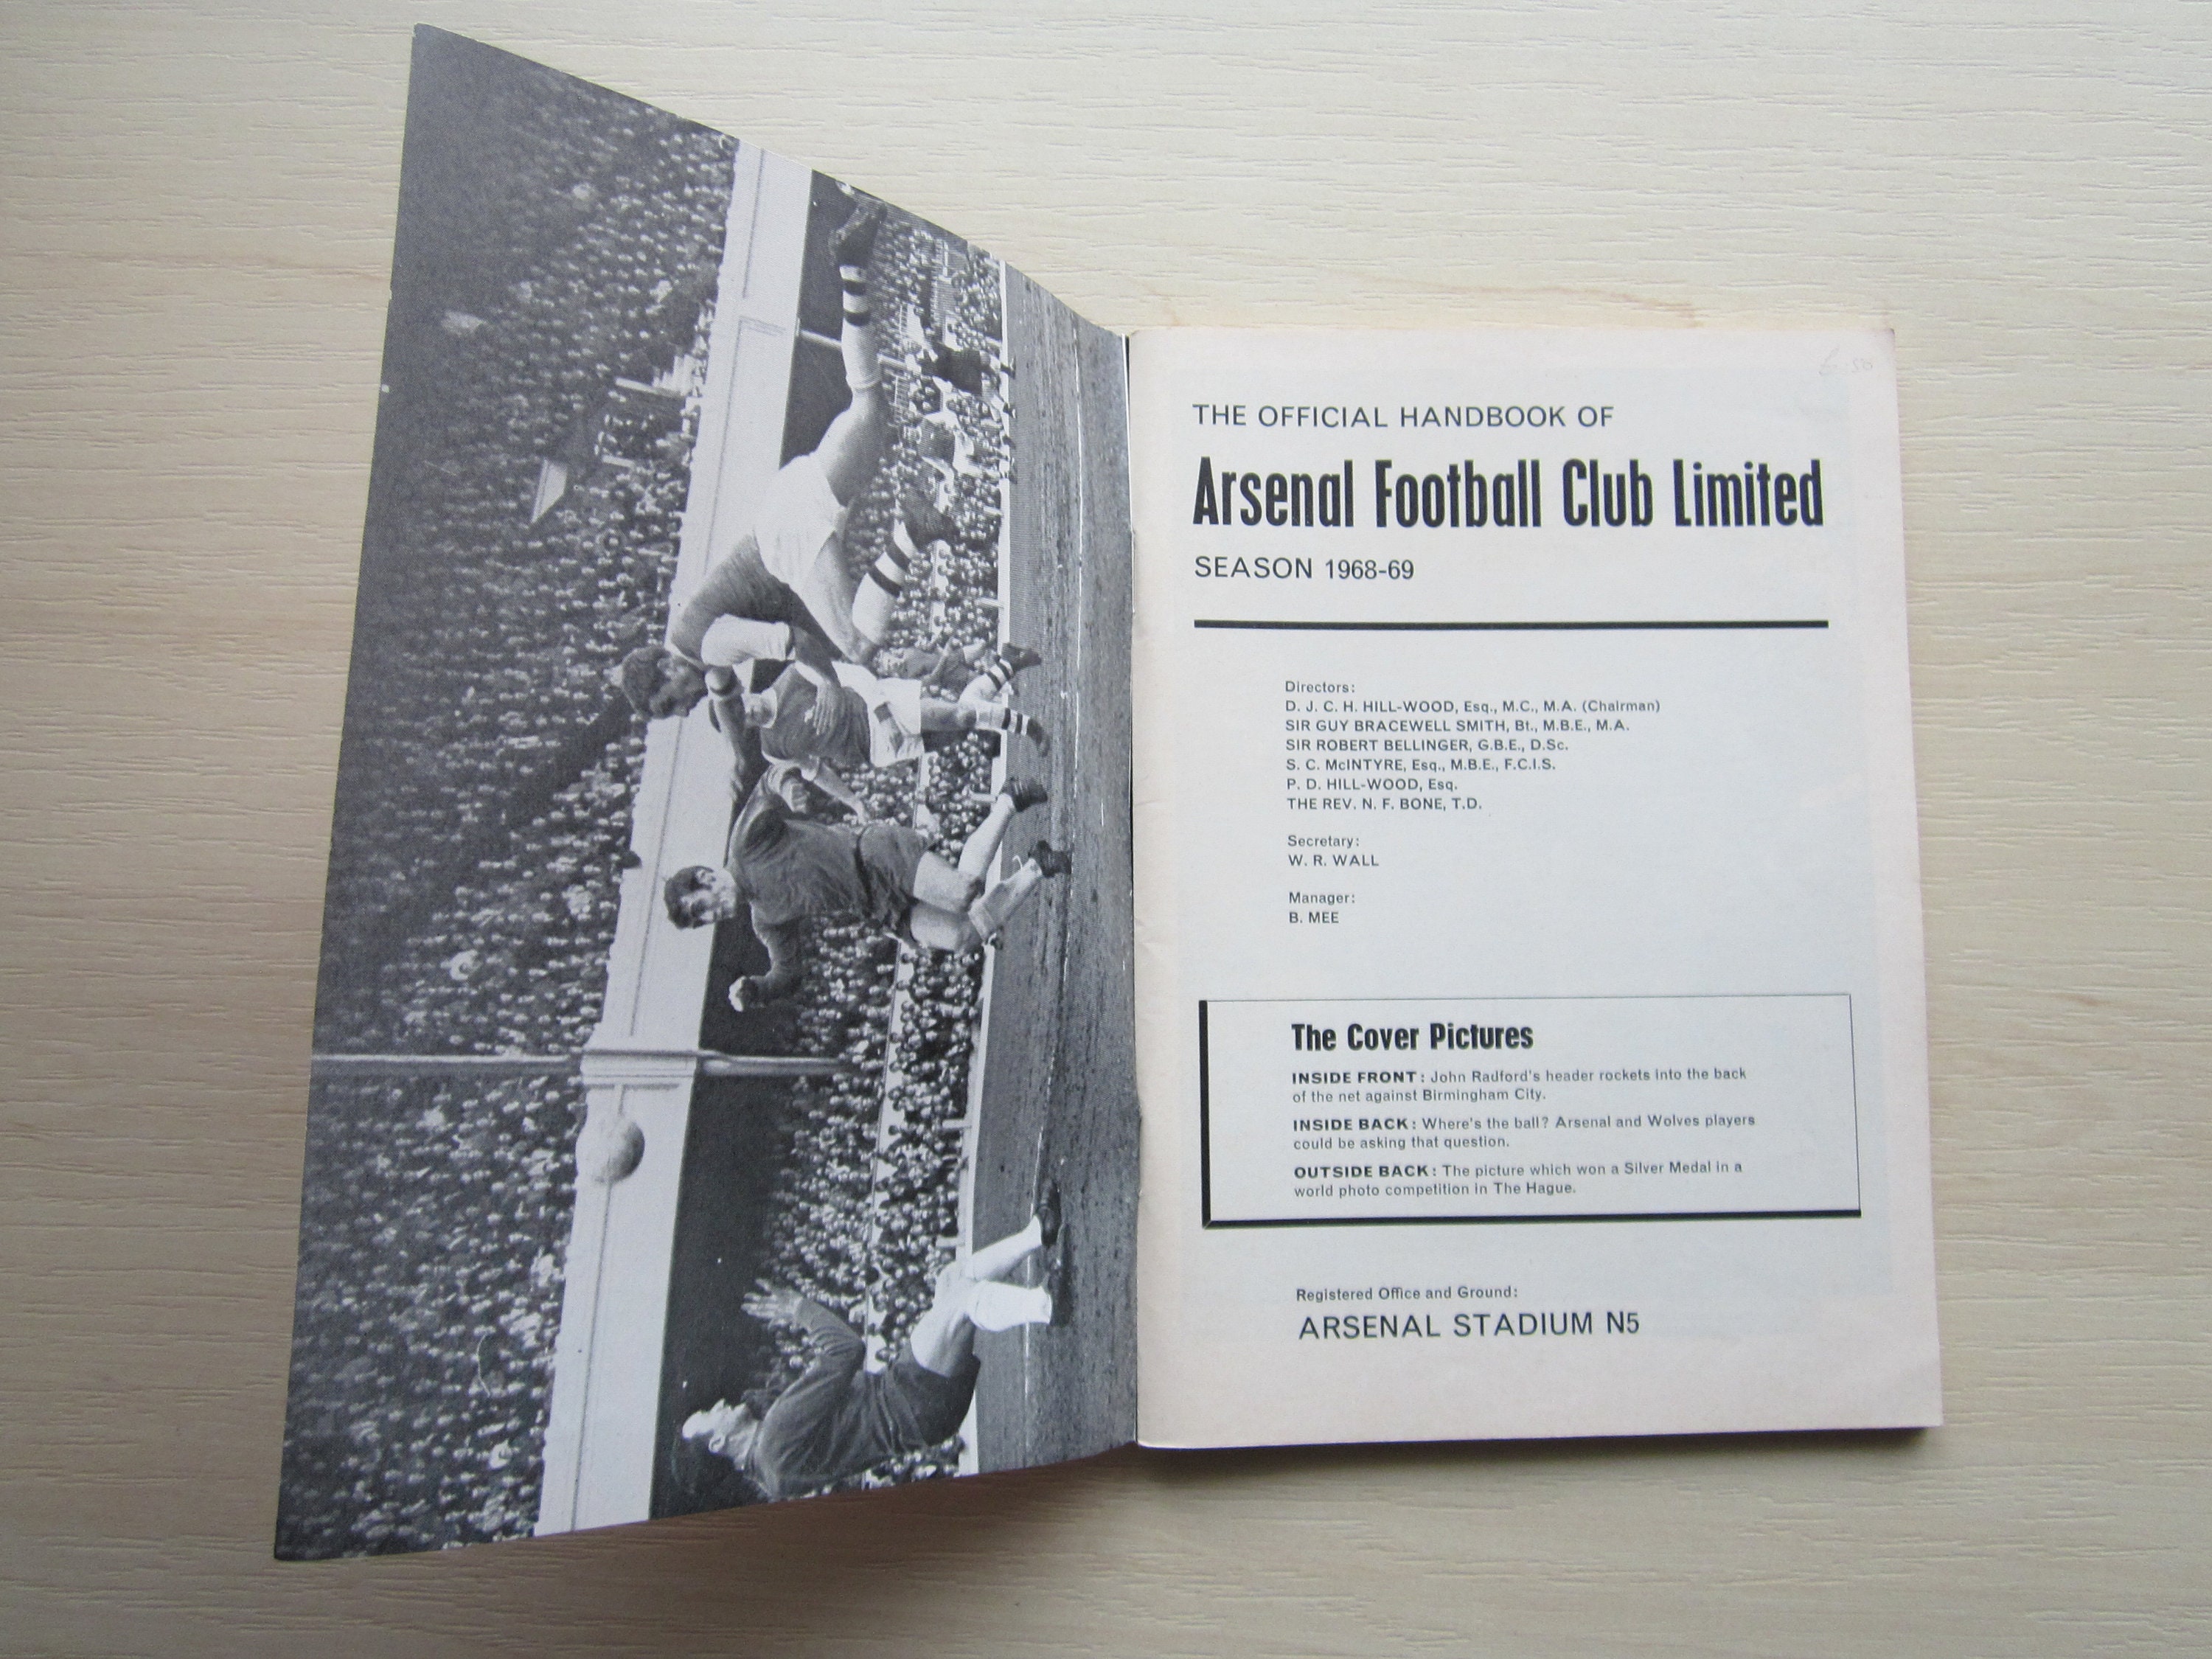 THE OFFICIAL HANDBOOK OF
Arsenal Football Club Limited
SEASON 1968-69
Directors:
D. J. C. H. HILL-WOOD, Esq., M.C., M.A. (Chairman)
SIR GUY BRACEWELL SMITH, Bt., M.B.E., M.A.
SIR ROBERT BELLINGER, G.B.E., D.Sc.
S. C. McINTYRE, Esq., M.B.E., F.C.I.S.
P. D. HILL-WOOD, Esq.
THE REV. N. F. BONE, T.D.
Secretary:
W. R. WALL
Manager:
B. MEE
The Cover Pictures
INSIDE FRONT: John Radford's header rockets into the back
of the net against Birmingham City.
INSIDE BACK: Where's the ball? Arsenal and Wolves players
could be asking that question.
OUTSIDE BACK: The picture which won a Silver Medal in a
world photo competition in The Hague.
Registered Office and Ground:
ARSENAL STADIUM N5